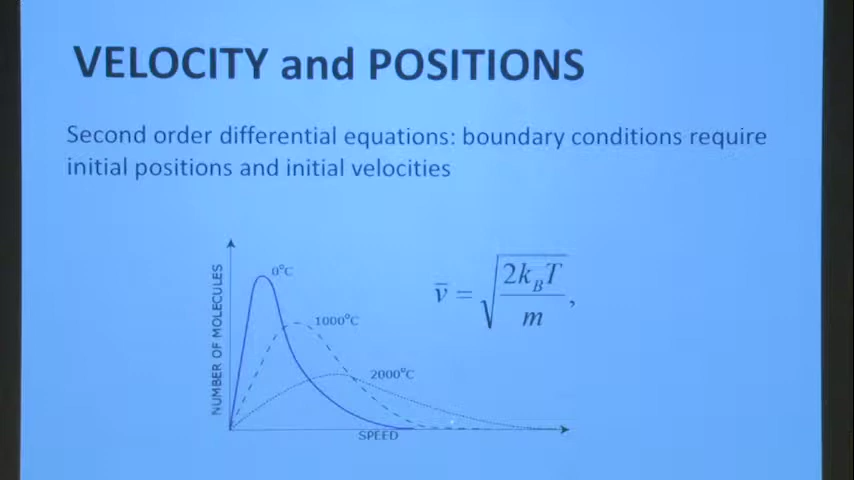 VELOCITY and POSITIONS
Second order differential equations: boundary conditions require
initial positions and initial velocities
NUMBER OF MOLECULES
0°C
1000°C
2000°C
SPEED
v̄ = √(2k_BT / m),